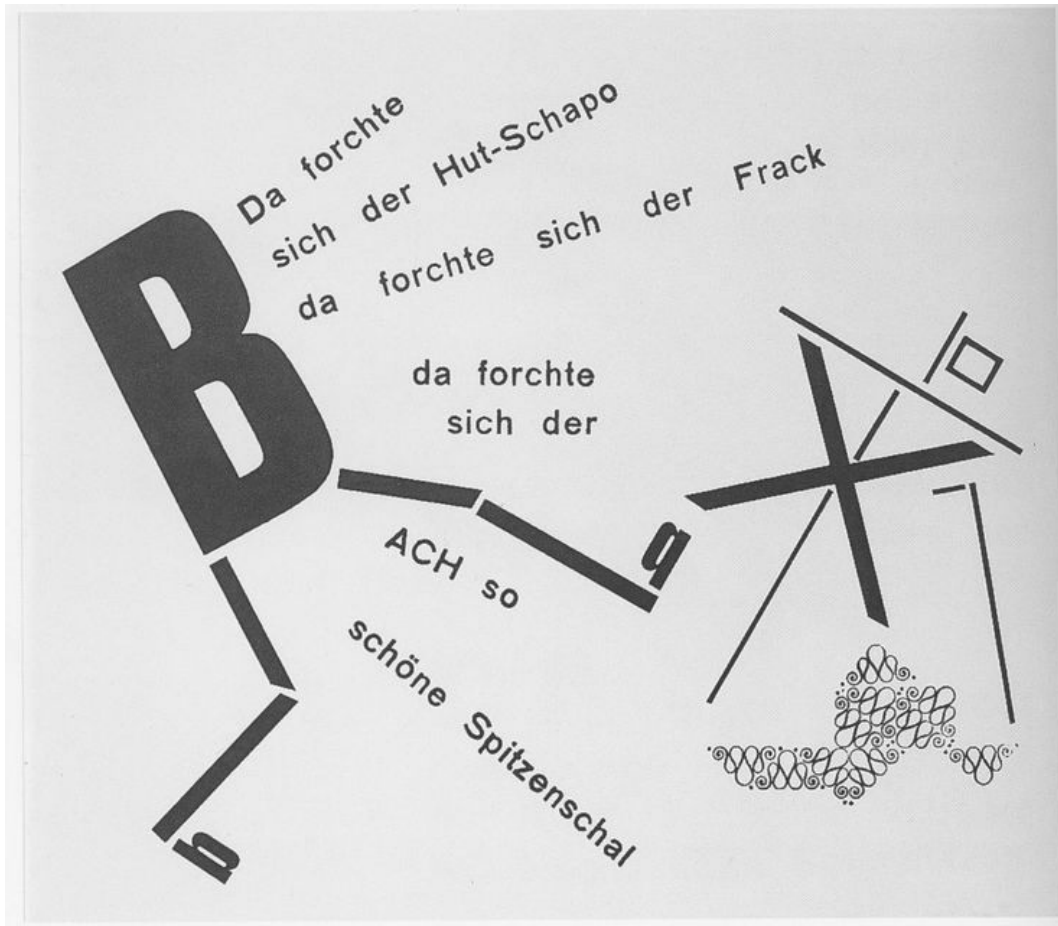 Da forchte
sich der Hut-Schapo
da forchte sich der Frack
da forchte
sich der
ACH so
schöne Spitzenschal
B
X